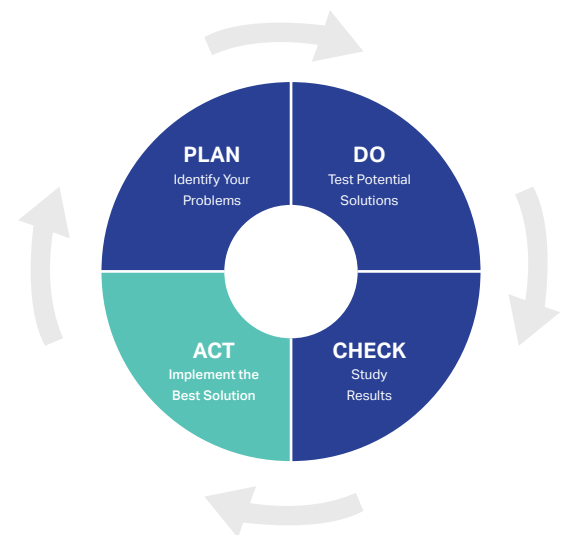 PLAN
Identify Your
Problems
DO
Test Potential
Solutions
ACT
Implement the
Best Solution
CHECK
Study
Results